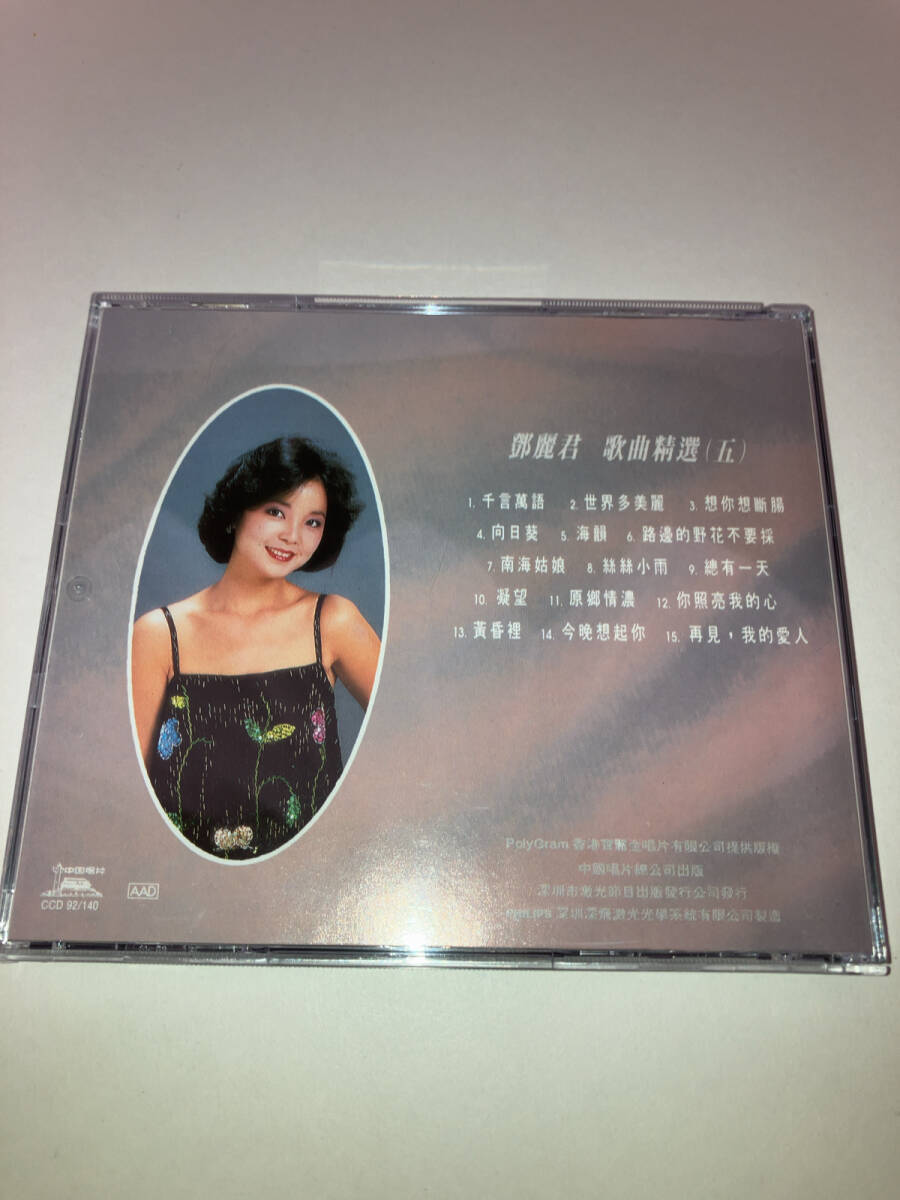 鄧麗君 歌曲精選(五)
1. 千言萬語 2. 世界多美麗 3. 想你想斷腸
4. 向日葵 5. 海韻 6. 路邊的野花不要採
7. 南海姑娘 8. 絲絲小雨 9. 總有一天
10. 凝望 11. 原鄉情濃 12. 你照亮我的心
13. 黃昏裡 14. 今晚想起你 15. 再見，我的愛人
PolyGram 香港寶麗金唱片有限公司提供版權
中國唱片總公司出版
深圳市激光節目出版發行公司發行
PHILIPS 深圳深飛激光光學系統有限公司製造
中国唱片
CCD 92/140
AAD